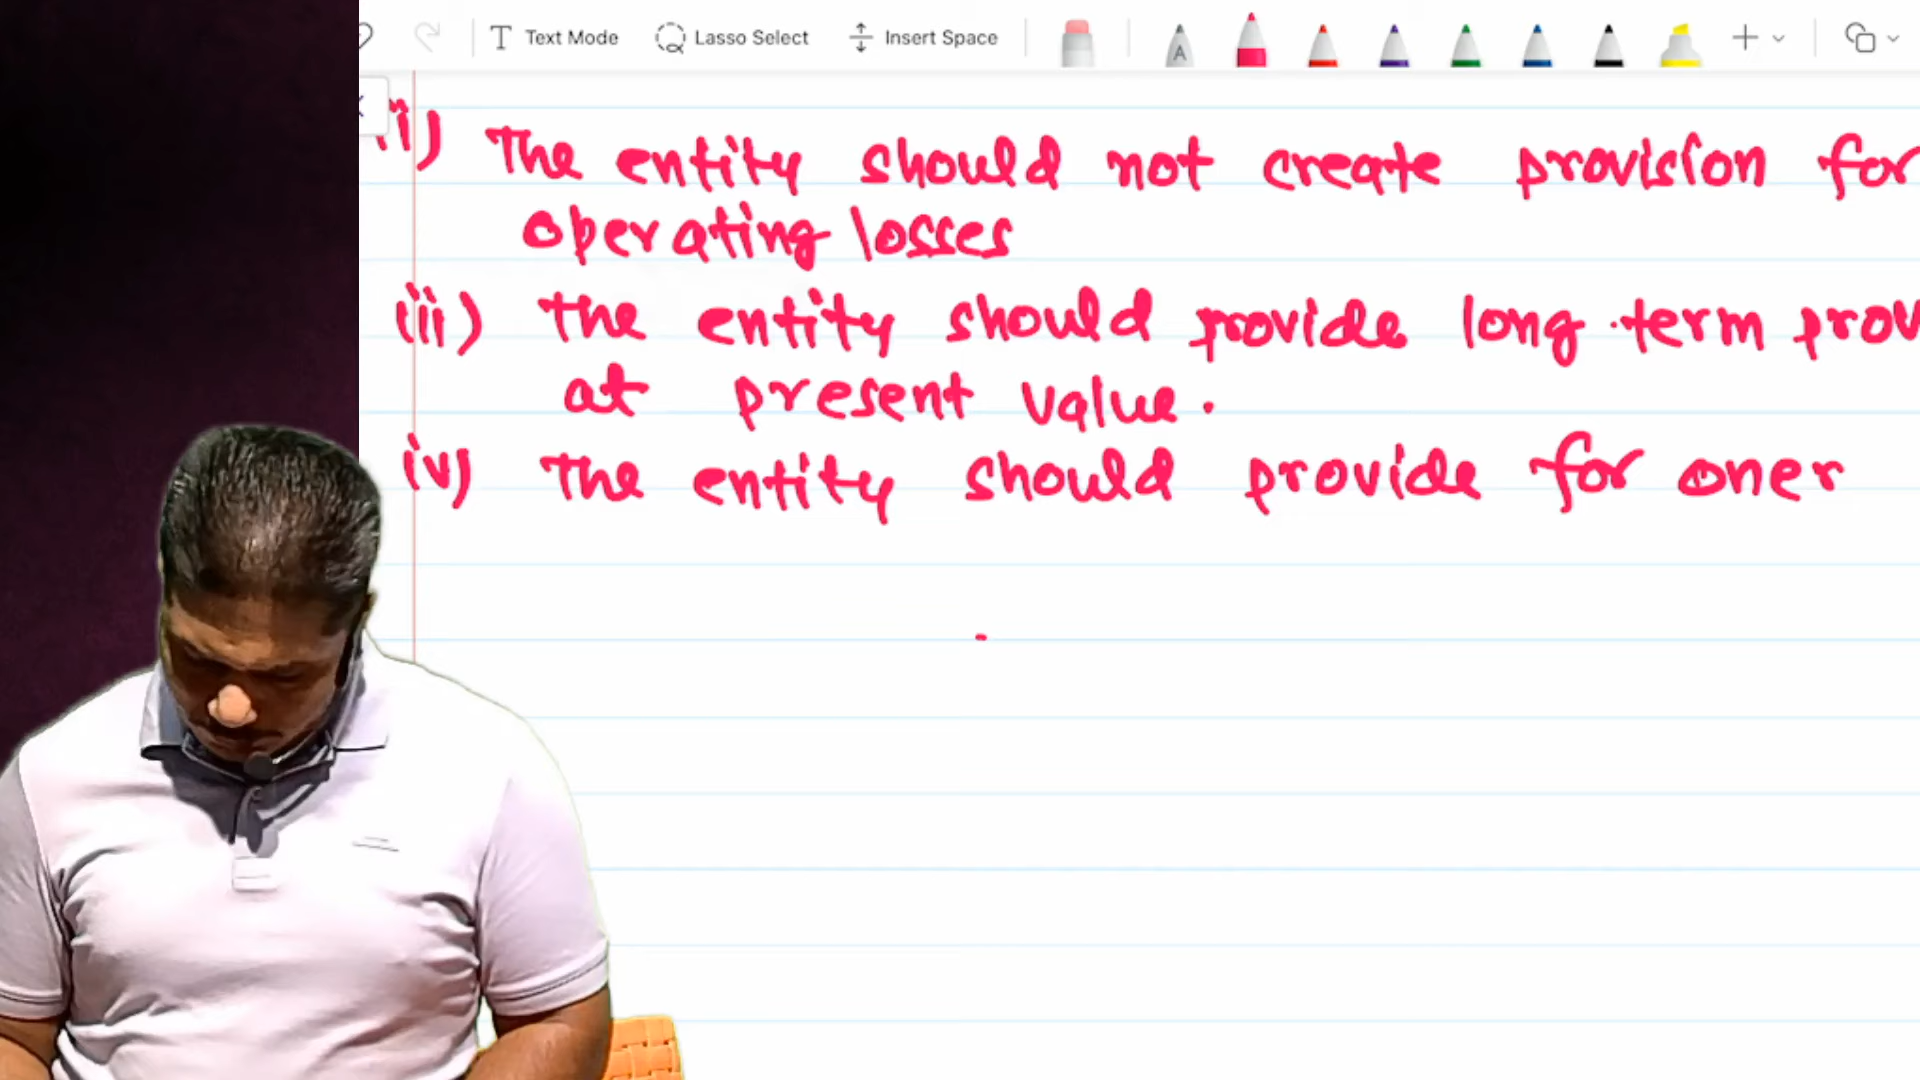 Text Mode Lasso Select Insert Space A
ii) The entity should not create provision for
operating losses
(iii) The entity should provide long term prov
at present value.
iv) The entity should provide for oner